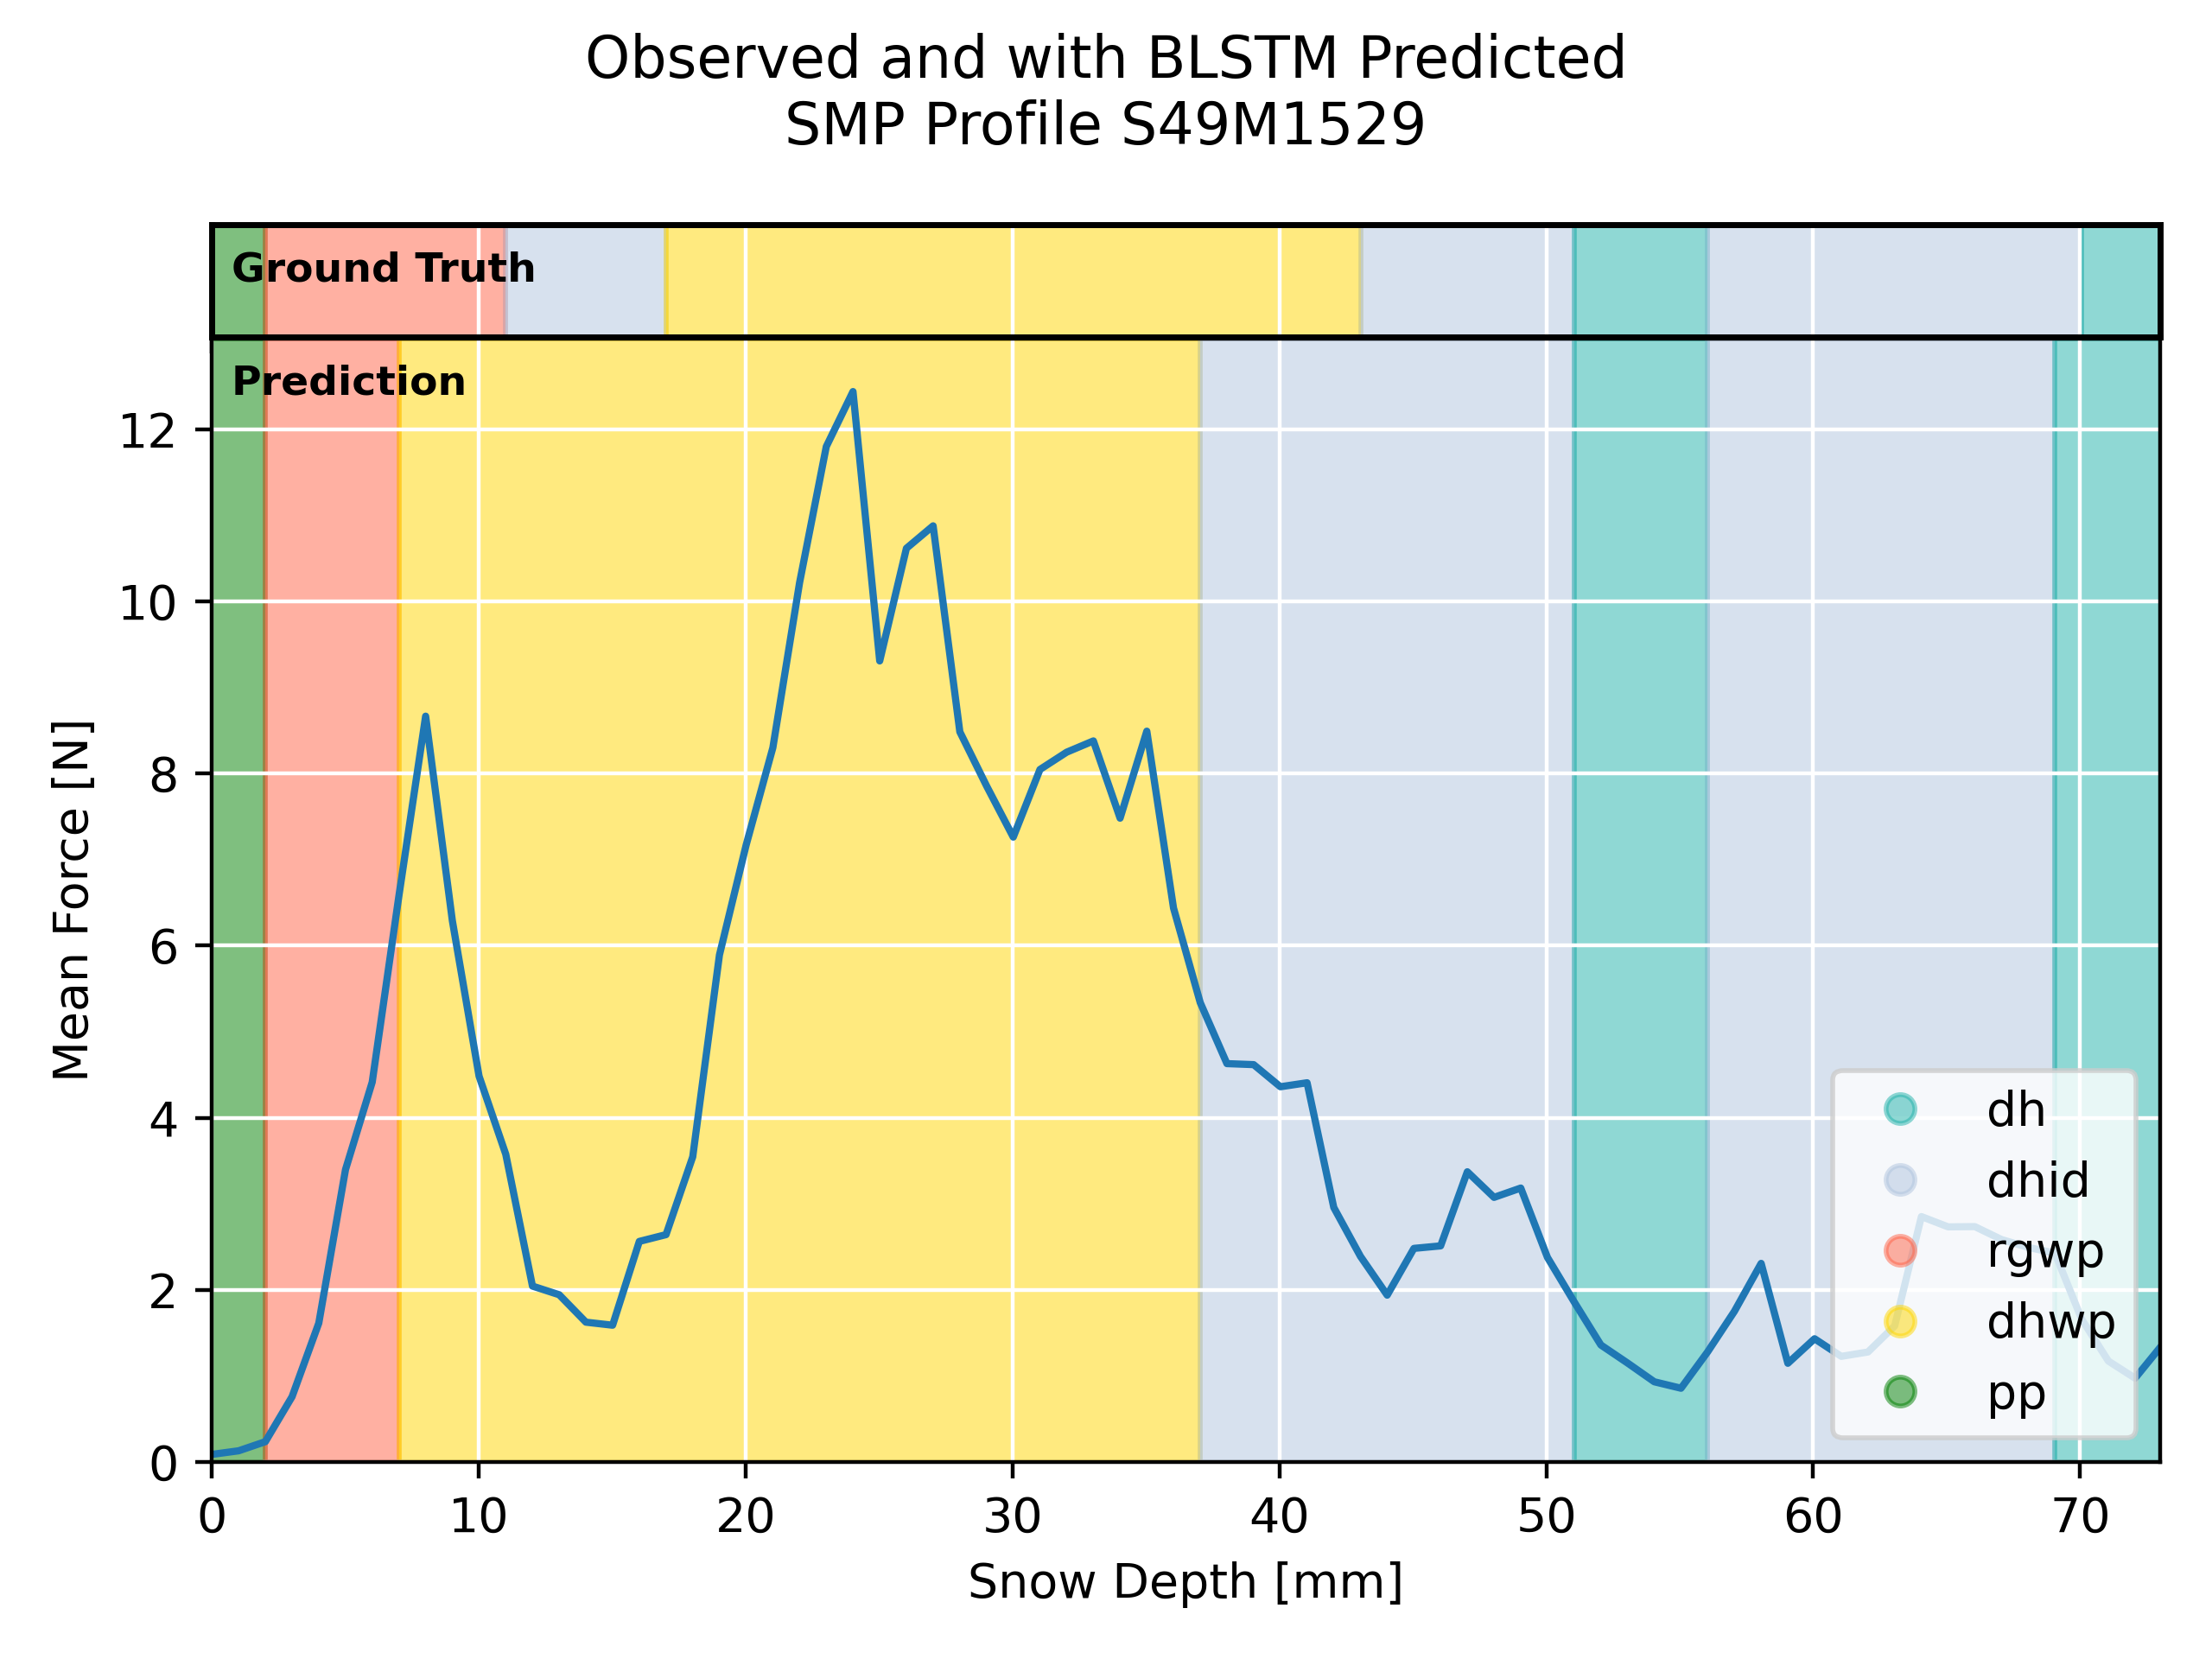 Observed and with BLSTM Predicted
SMP Profile S49M1529
Ground Truth
Prediction
12
10
8
6
4
2
0
Mean Force [N]
0 10 20 30 40 50 60 70
Snow Depth [mm]
dh
dhid
rgwp
dhwp
pp